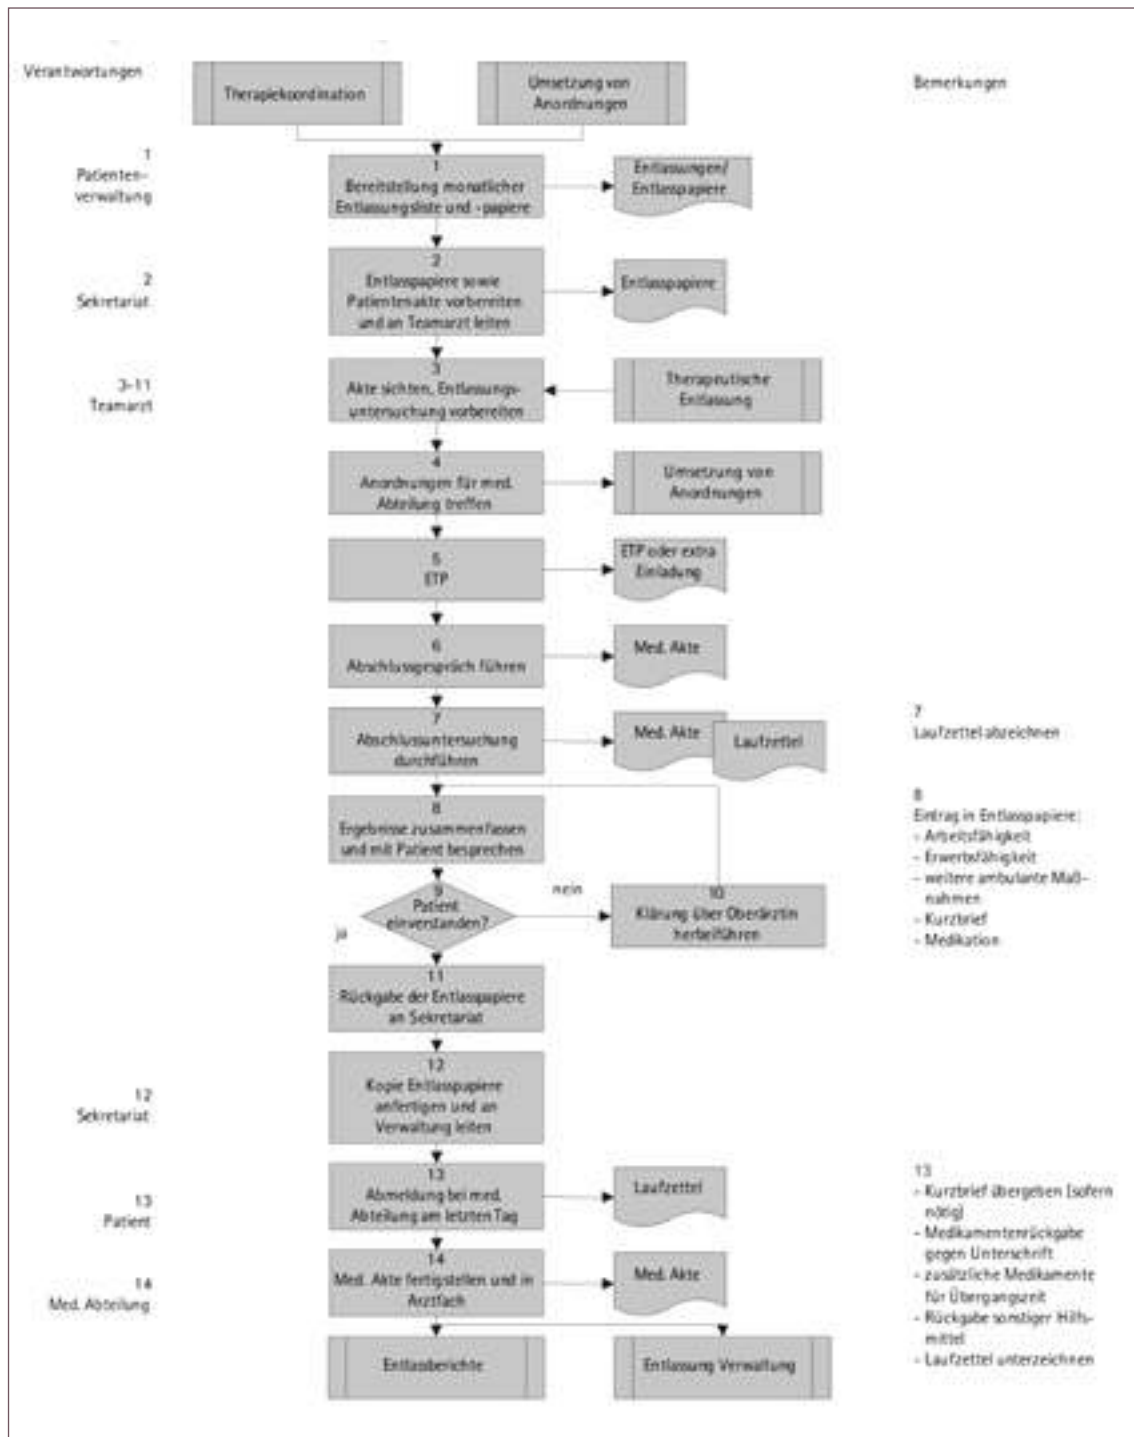 Verantwortungen
Therapiekoordination
Umsetzung von
Anordnungen
Bemerkungen
1
Patienten-
verwaltung
1
Bereitstellung monatlicher
Entlassungsliste und -papiere
Entlassungen/
Entlasspapiere
2
Sekretariat
2
Entlasspapiere sowie
Patientenakte vorbereiten
und an Teamarzt leiten
Entlasspapiere
3-11
Teamarzt
3
Akte sichten, Entlassungs-
untersuchung vorbereiten
Therapeutische
Entlassung
4
Anordnungen für med.
Abteilung treffen
Umsetzung von
Anordnungen
5
ETP
ETP oder extra
Einladung
6
Abschlussgespräch führen
Med. Akte
7
Abschlussuntersuchung
durchführen
Med. Akte
Laufzettel
7
Laufzettel abzeichnen
8
Ergebnisse zusammenfassen
und mit Patient besprechen
8
Eintrag in Entlasspapiere:
- Arbeitsfähigkeit
- Erwerbsfähigkeit
- weitere ambulante Maß-
nahmen
- Kurzbrief
- Medikation
9
Patient
einverstanden?
nein
ja
10
Klärung über Oberärztin
herbeiführen
11
Rückgabe der Entlasspapiere
an Sekretariat
12
Sekretariat
12
Kopie Entlasspapiere
anfertigen und an
Verwaltung leiten
13
Patient
13
Abmeldung bei med.
Abteilung am letzten Tag
Laufzettel
13
- Kurzbrief übergeben (sofern
nötig)
- Medikamentenrückgabe
gegen Unterschrift
- zusätzliche Medikamente
für Übergangszeit
- Rückgabe sonstiger Hilfs-
mittel
- Laufzettel unterzeichnen
14
Med. Abteilung
14
Med. Akte fertigstellen und in
Arztfach
Med. Akte
Entlassberichte
Entlassung Verwaltung